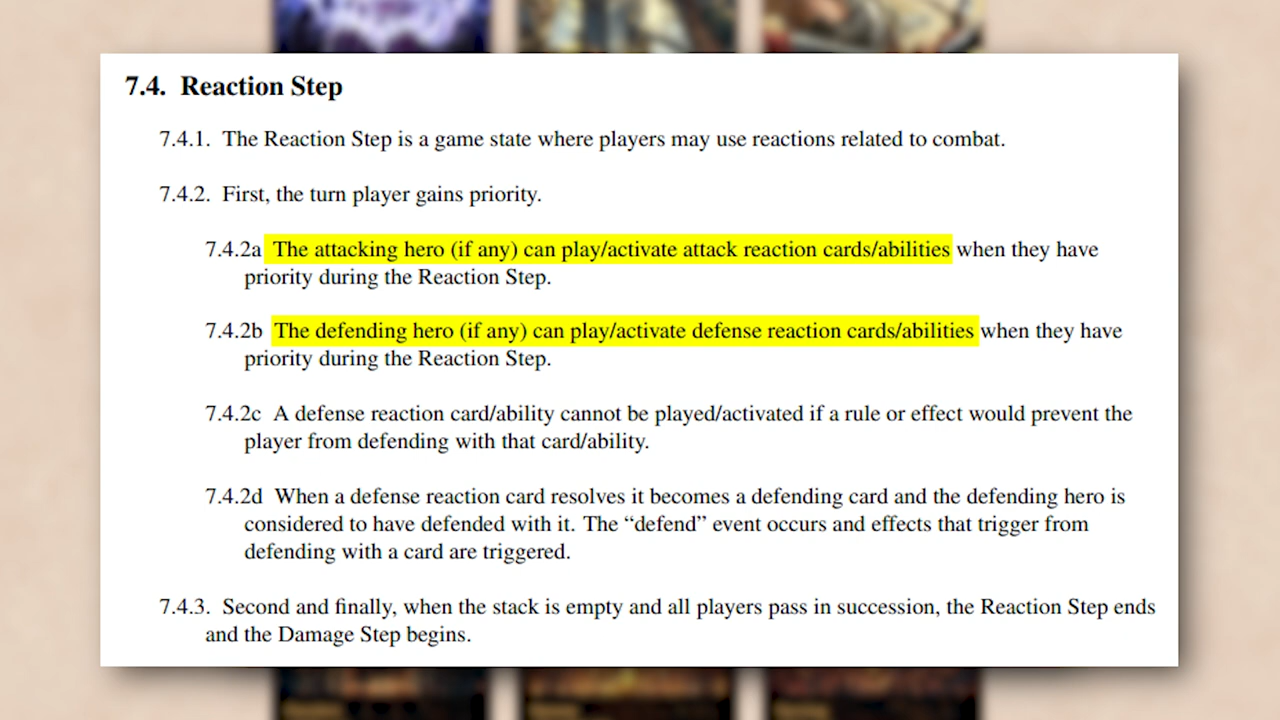 7.4. Reaction Step
7.4.1. The Reaction Step is a game state where players may use reactions related to combat.
7.4.2. First, the turn player gains priority.
7.4.2a The attacking hero (if any) can play/activate attack reaction cards/abilities when they have
priority during the Reaction Step.
7.4.2b The defending hero (if any) can play/activate defense reaction cards/abilities when they have
priority during the Reaction Step.
7.4.2c A defense reaction card/ability cannot be played/activated if a rule or effect would prevent the
player from defending with that card/ability.
7.4.2d When a defense reaction card resolves it becomes a defending card and the defending hero is
considered to have defended with it. The “defend” event occurs and effects that trigger from
defending with a card are triggered.
7.4.3. Second and finally, when the stack is empty and all players pass in succession, the Reaction Step ends
and the Damage Step begins.